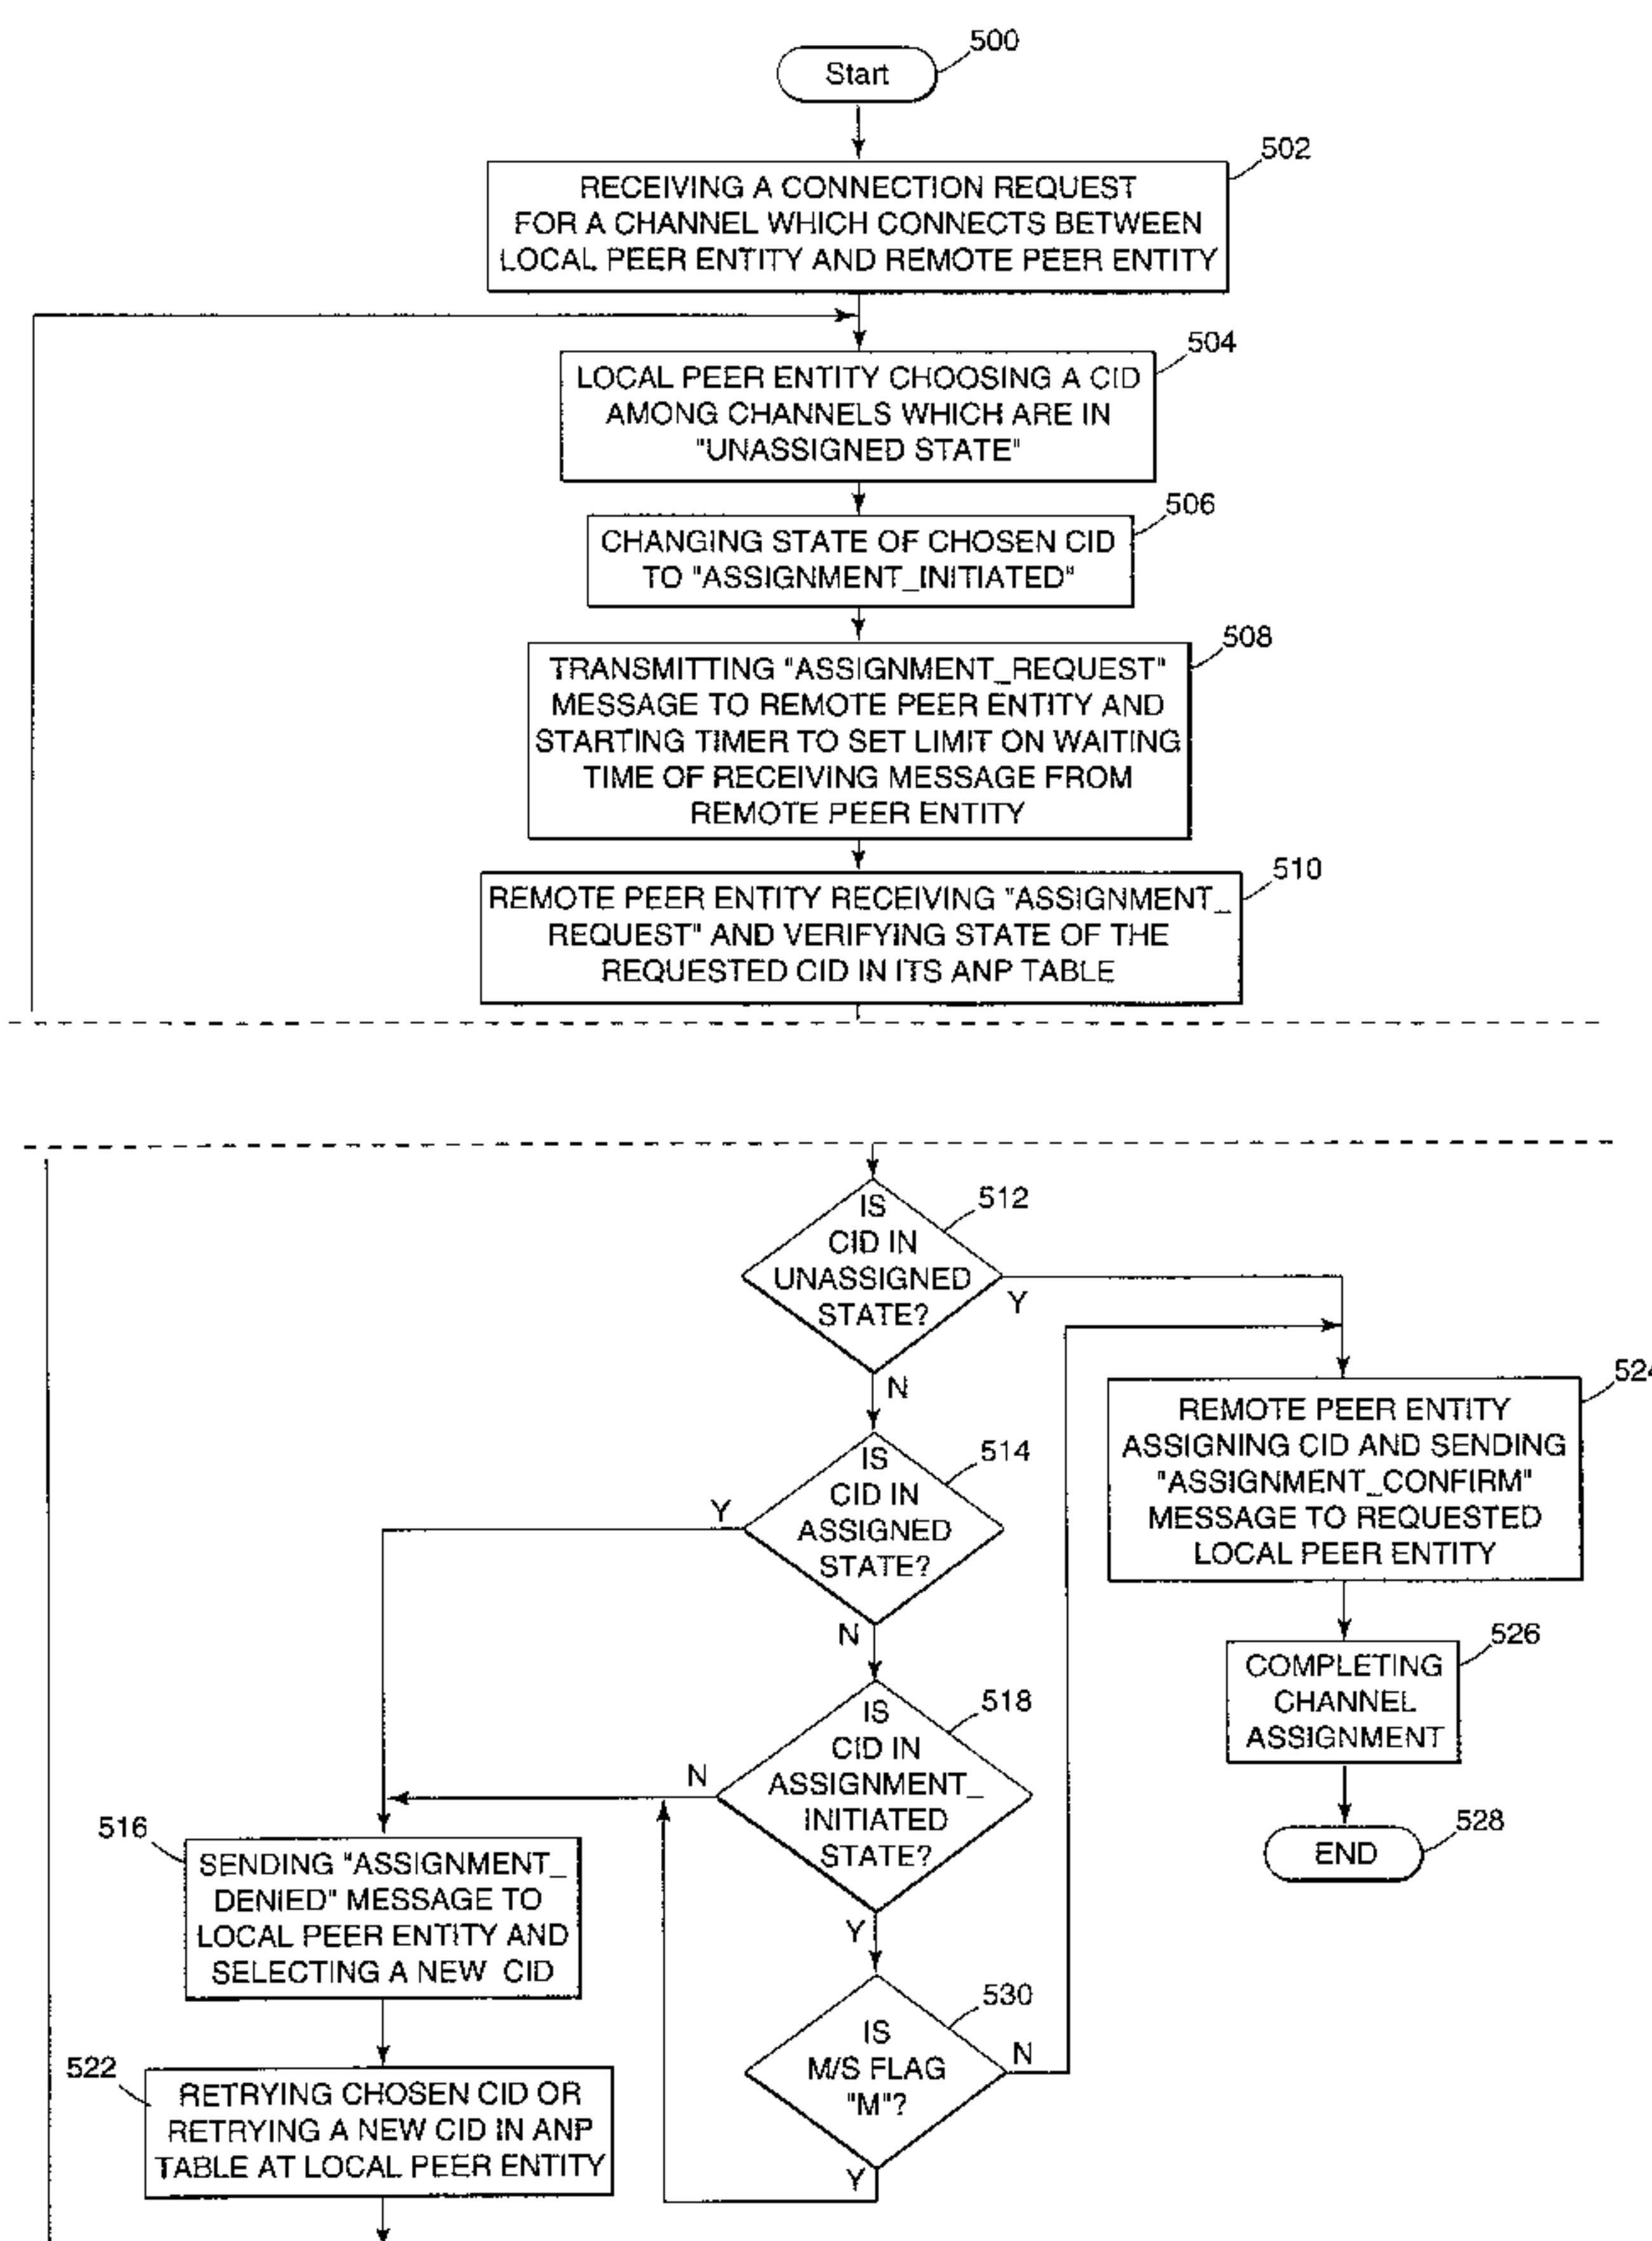 500
Start
502
RECEIVING A CONNECTION REQUEST
FOR A CHANNEL WHICH CONNECTS BETWEEN
LOCAL PEER ENTITY AND REMOTE PEER ENTITY
504
LOCAL PEER ENTITY CHOOSING A CID
AMONG CHANNELS WHICH ARE IN
"UNASSIGNED STATE"
506
CHANGING STATE OF CHOSEN CID
TO "ASSIGNMENT_INITIATED"
508
TRANSMITTING "ASSIGNMENT_REQUEST"
MESSAGE TO REMOTE PEER ENTITY AND
STARTING TIMER TO SET LIMIT ON WAITING
TIME OF RECEIVING MESSAGE FROM
REMOTE PEER ENTITY
510
REMOTE PEER ENTITY RECEIVING "ASSIGNMENT_
REQUEST" AND VERIFYING STATE OF THE
REQUESTED CID IN ITS ANP TABLE
512
IS
CID IN
UNASSIGNED
STATE?
Y
N
514
IS
CID IN
ASSIGNED
STATE?
Y
N
518
IS
CID IN
ASSIGNMENT_
INITIATED
STATE?
N
Y
530
IS
M/S FLAG
"M"?
N
Y
516
SENDING "ASSIGNMENT_
DENIED" MESSAGE TO
LOCAL PEER ENTITY AND
SELECTING A NEW CID
522
RETRYING CHOSEN CID OR
RETRYING A NEW CID IN ANP
TABLE AT LOCAL PEER ENTITY
524
REMOTE PEER ENTITY
ASSIGNING CID AND SENDING
"ASSIGNMENT_CONFIRM"
MESSAGE TO REQUESTED
LOCAL PEER ENTITY
526
COMPLETING
CHANNEL
ASSIGNMENT
528
END